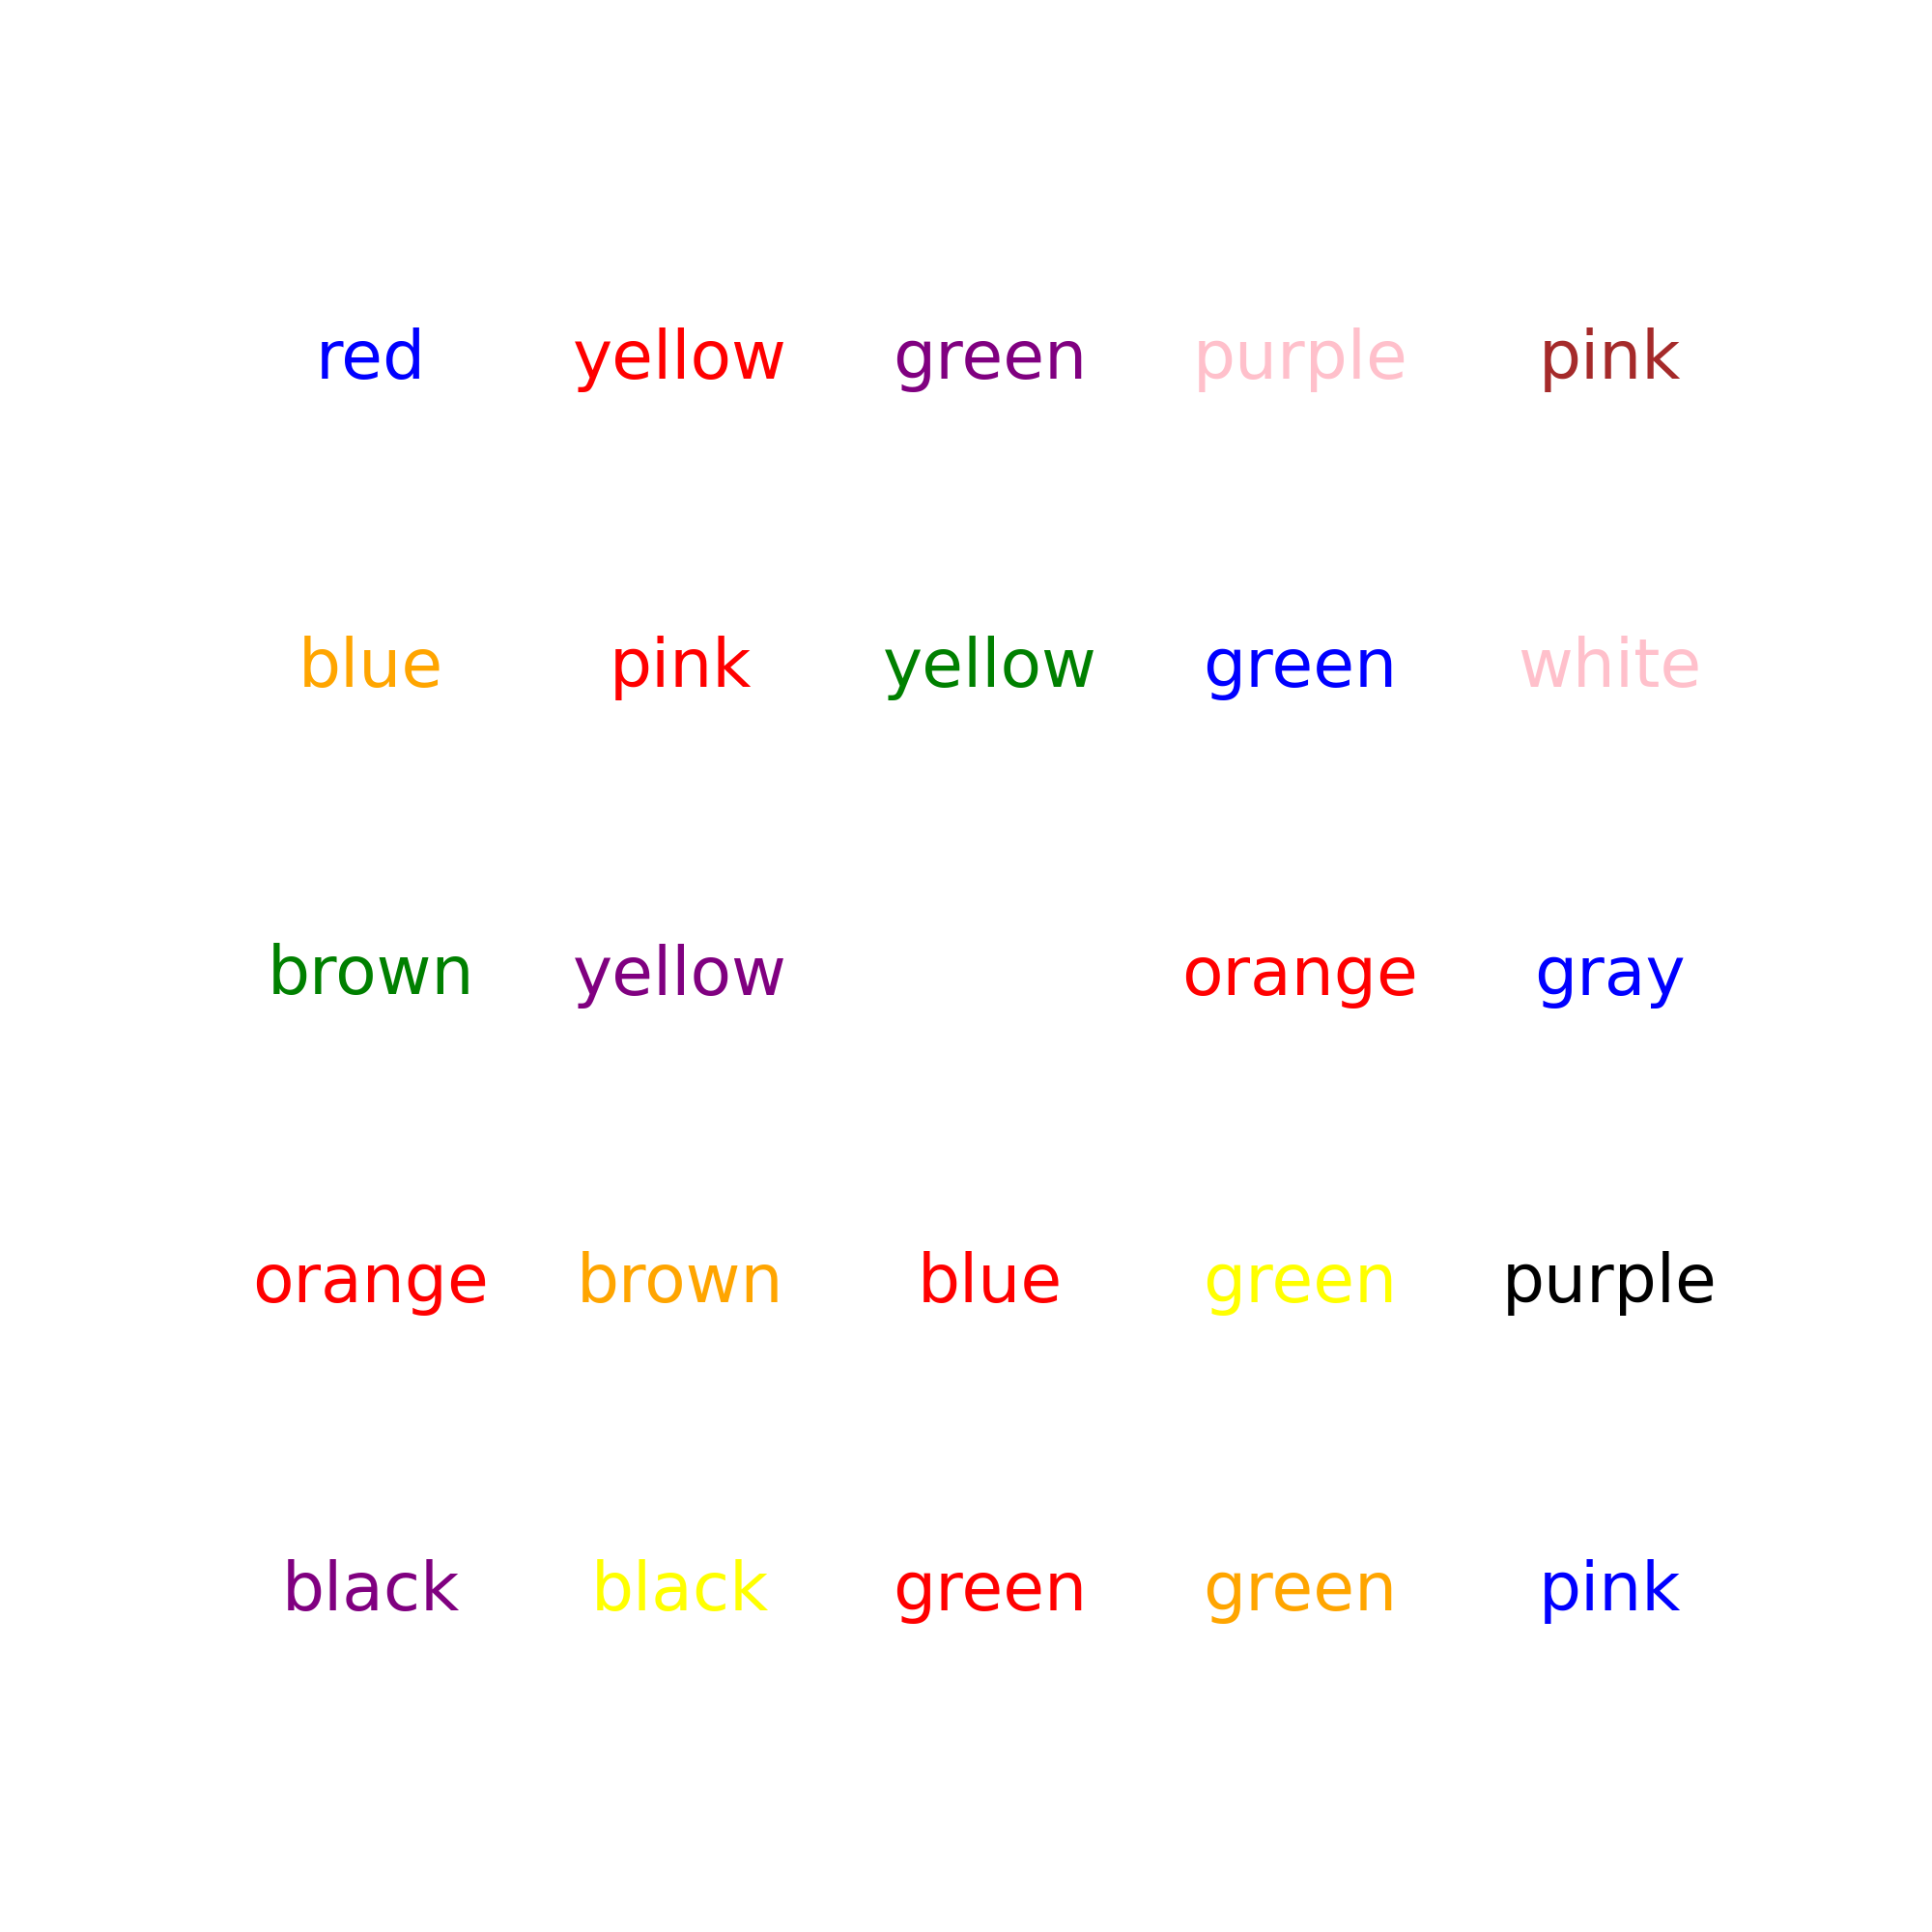 red yellow green purple pink
blue pink yellow green white
brown yellow orange gray
orange brown blue green purple
black black green green pink